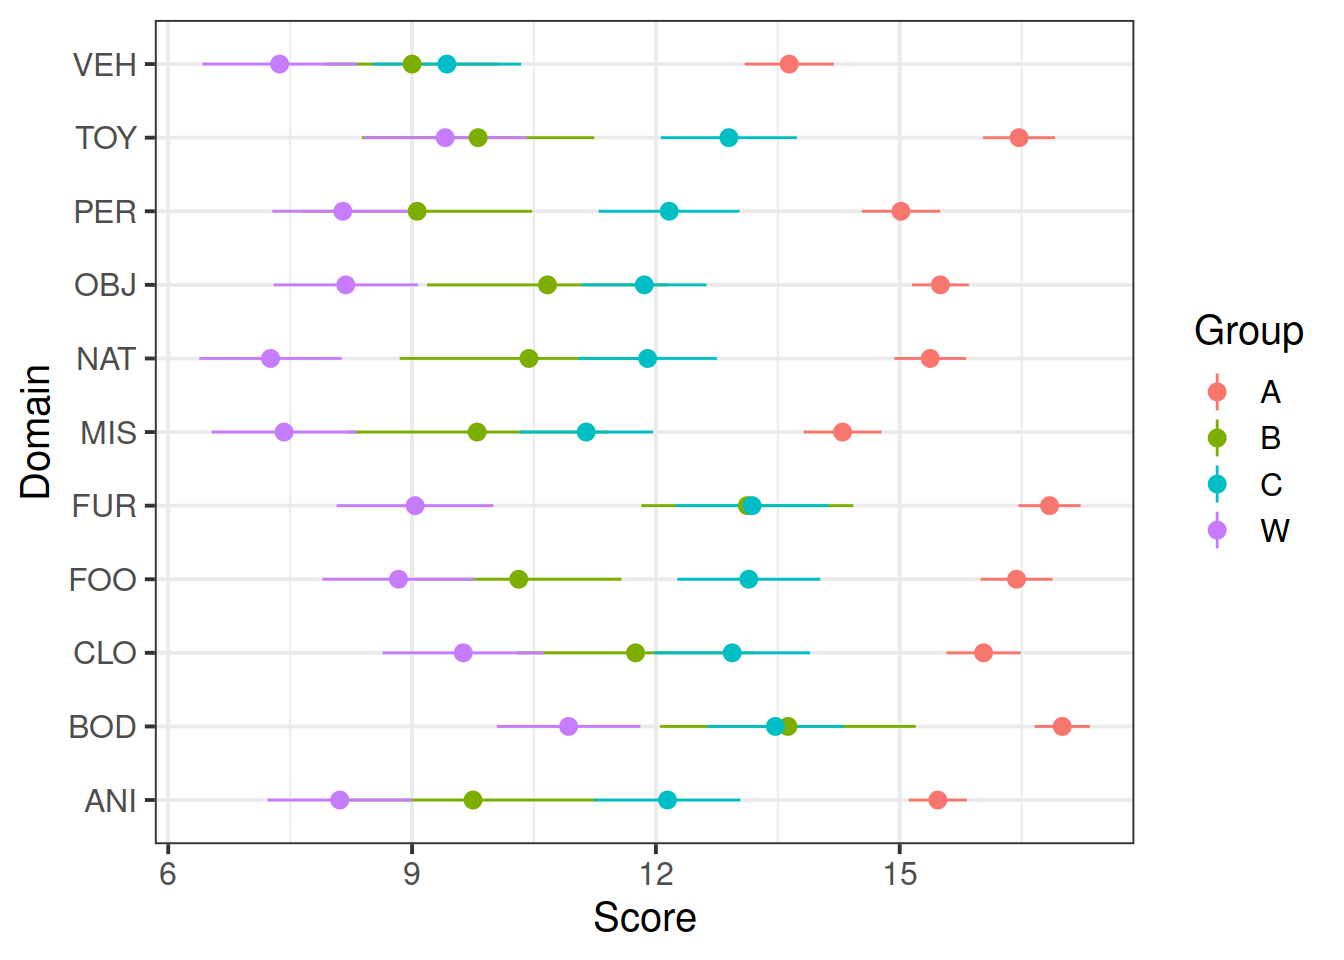 VEH
TOY
PER
OBJ
NAT
MIS
FUR
FOO
CLO
BOD
ANI
Domain
6 9 12 15
Score
Group
A
B
C
W